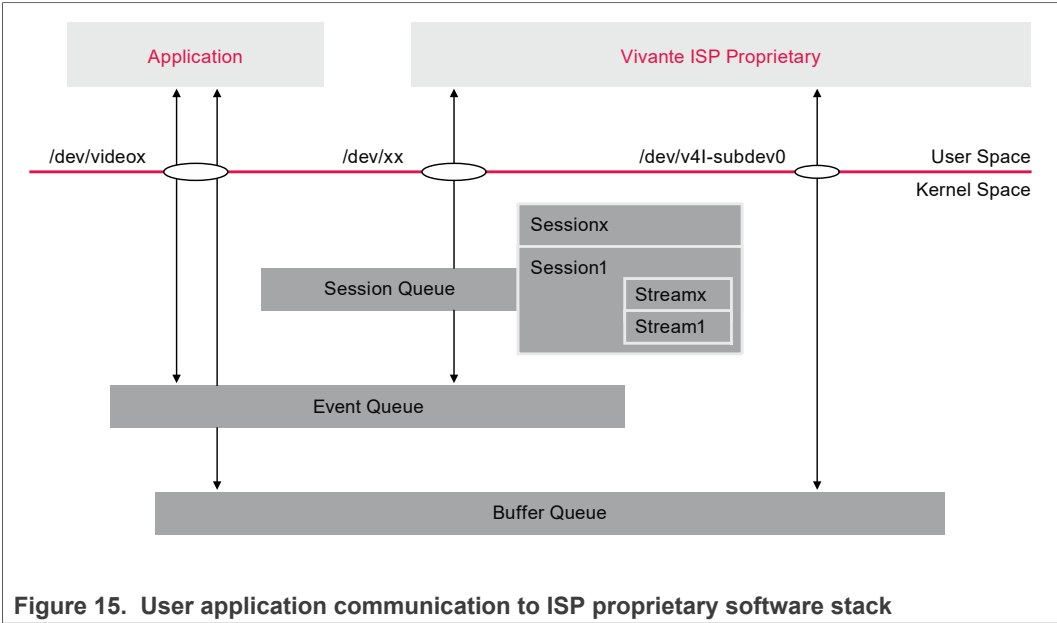 Application
Vivante ISP Proprietary
/dev/videox
/dev/xx
/dev/v4l-subdev0
User Space
Kernel Space
Sessionx
Session1
Session Queue
Streamx
Stream1
Event Queue
Buffer Queue
Figure 15. User application communication to ISP proprietary software stack